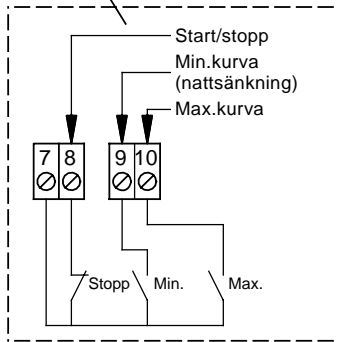 Start/stopp
Min.kurva
(nattsänkning)
Max.kurva
7 8 9 10
Stopp Min. Max.